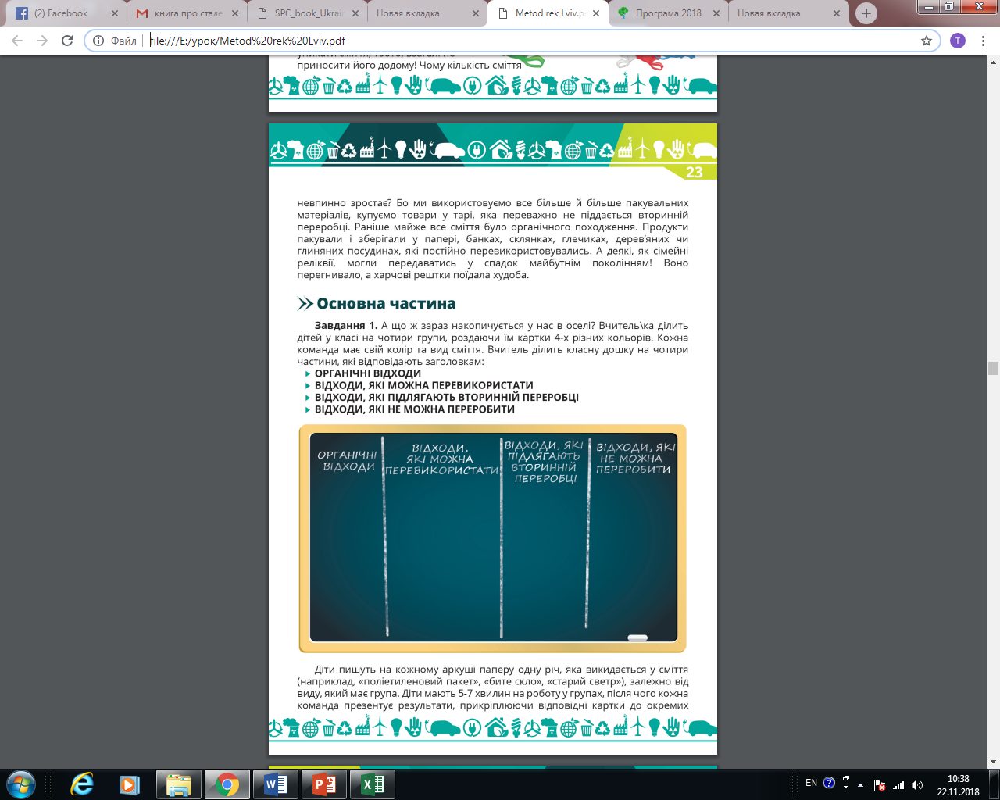 (2) Facebook
книга про стале
SPC_book_Ukrain
Новая вкладка
Metod rek Lviv.p
Програма 2018
Новая вкладка
Файл
file:///E:/урок/Metod%20rek%20Lviv.pdf
T
приносити його додому! Чому кількість сміття
23
невпинно зростає? Бо ми використовуємо все більше й більше пакувальних
матеріалів, купуємо товари у тарі, яка переважно не піддається вторинній
переробці. Раніше майже все сміття було органічного походження. Продукти
пакували і зберігали у папері, банках, склянках, глечиках, дерев’яних чи
глиняних посудинах, які постійно перевикористовувались. А деякі, як сімейні
реліквії, могли передаватись у спадок майбутнім поколінням! Воно
перегнивало, а харчові рештки поїдала худоба.
Основна частина
Завдання 1. А що ж зараз накопичується у нас в оселі? Вчитель\ка ділить
дітей у класі на чотири групи, роздаючи їм картки 4-х різних кольорів. Кожна
команда має свій колір та вид сміття. Вчитель ділить класну дошку на чотири
частини, які відповідають заголовкам:
ОРГАНІЧНІ ВІДХОДИ
ВІДХОДИ, ЯКІ МОЖНА ПЕРЕВИКОРИСТАТИ
ВІДХОДИ, ЯКІ ПІДЛЯГАЮТЬ ВТОРИННІЙ ПЕРЕРОБЦІ
ВІДХОДИ, ЯКІ НЕ МОЖНА ПЕРЕРОБИТИ
ОРГАНІЧНІ
ВІДХОДИ
ВІДХОДИ,
ЯКІ МОЖНА
ПЕРЕВИКОРИСТАТИ
ВІДХОДИ, ЯКІ
ПІДЛЯГАЮТЬ
ВТОРИННІЙ
ПЕРЕРОБЦІ
ВІДХОДИ, ЯКІ
НЕ МОЖНА
ПЕРЕРОБИТИ
Діти пишуть на кожному аркуші паперу одну річ, яка викидається у сміття
(наприклад, «поліетиленовий пакет», «бите скло», «старий светр»), залежно від
виду, який має група. Діти мають 5-7 хвилин на роботу у групах, після чого кожна
команда презентує результати, прикріплюючи відповідні картки до окремих
EN
10:38
22.11.2018